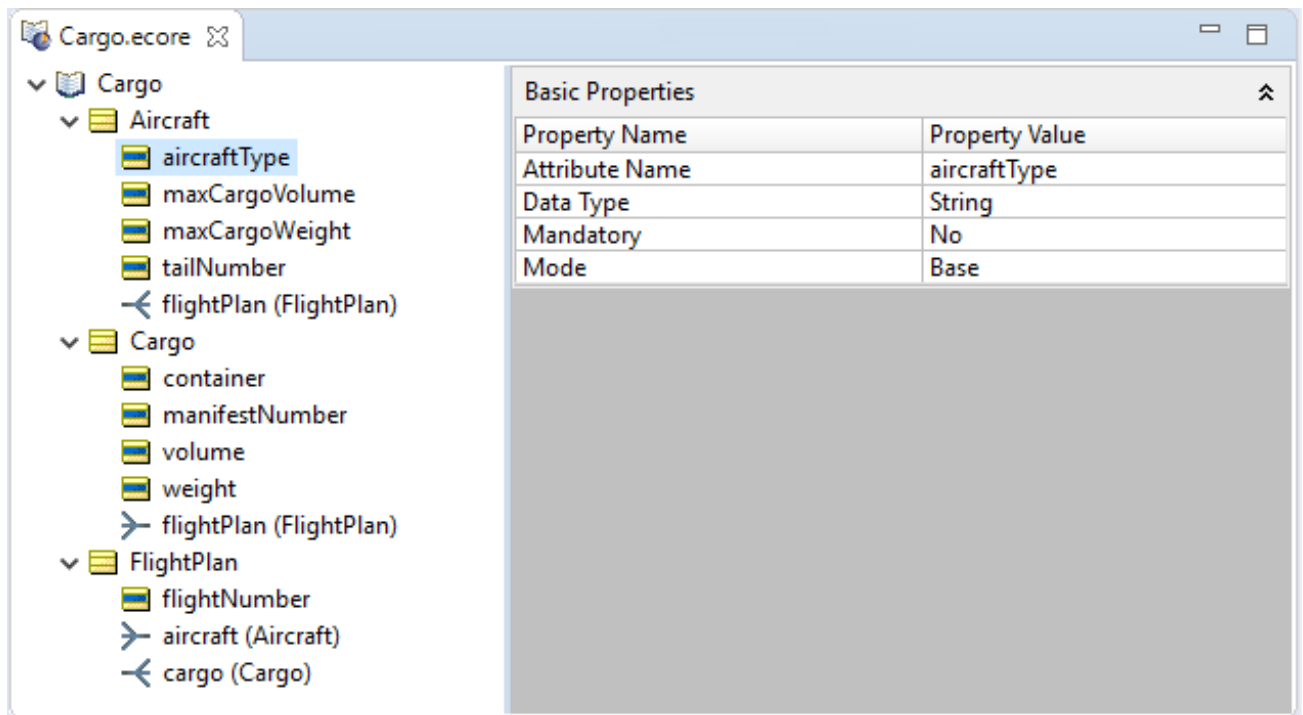 Cargo.ecore
Cargo
Aircraft
aircraftType
maxCargoVolume
maxCargoWeight
tailNumber
flightPlan (FlightPlan)
Cargo
container
manifestNumber
volume
weight
flightPlan (FlightPlan)
FlightPlan
flightNumber
aircraft (Aircraft)
cargo (Cargo)
Basic Properties
Property Name Property Value
Attribute Name aircraftType
Data Type String
Mandatory No
Mode Base